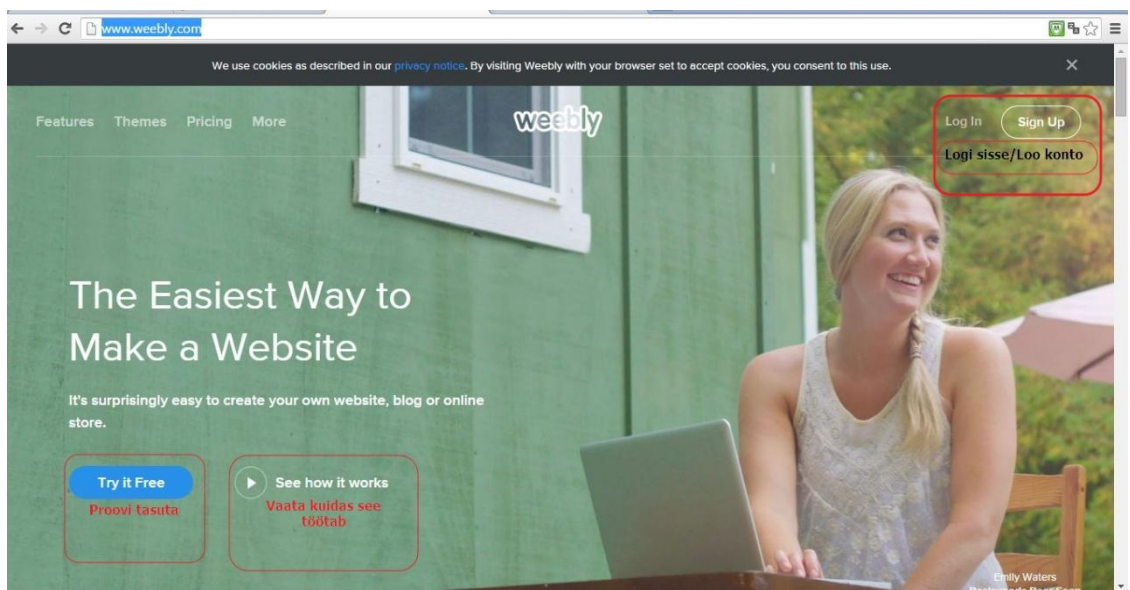 www.weebly.com
We use cookies as described in our privacy notice. By visiting Weebly with your browser set to accept cookies, you consent to this use.
Features Themes Pricing More
weebly
Log In Sign Up
Logi sisse/Loo konto
The Easiest Way to
Make a Website
It's surprisingly easy to create your own website, blog or online
store.
Try it Free
See how it works
Proovi tasuta
Vaata kuidas see
töötab
Emily Waters